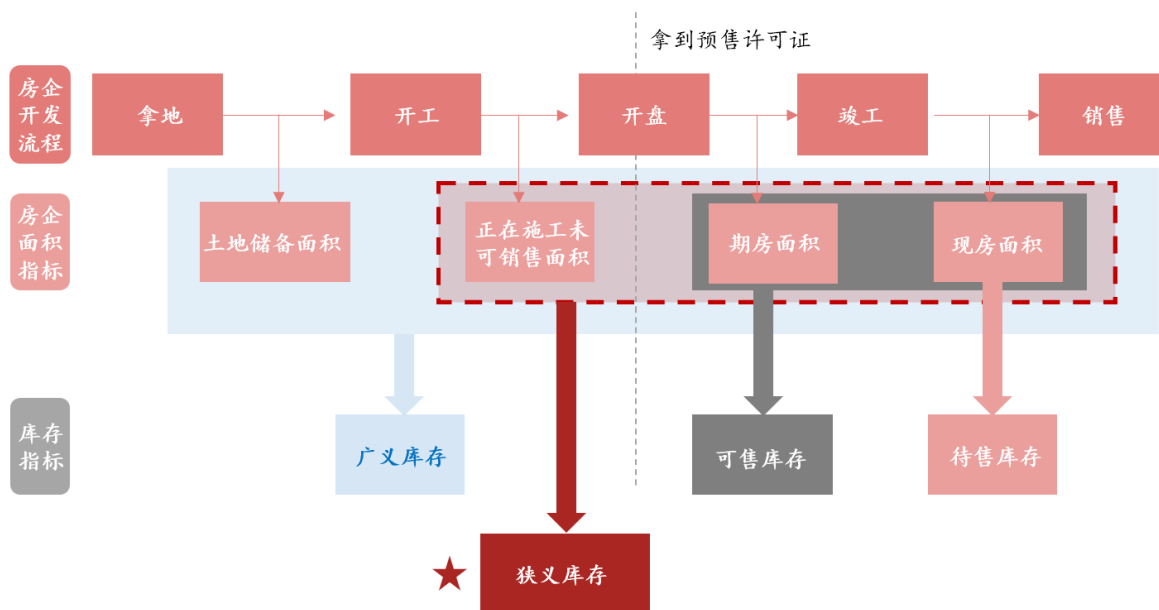 拿到预售许可证
房企
开发
流程
拿地
开工
开盘
竣工
销售
房企
面积
指标
土地储备面积
正在施工未
可销售面积
期房面积
现房面积
库存
指标
广义库存
可售库存
待售库存
狭义库存